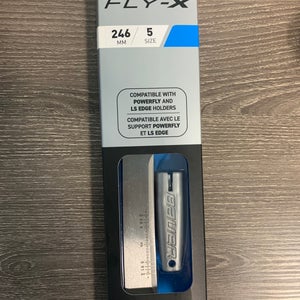 FLY-X
246 / 5
MM SIZE
COMPATIBLE WITH
POWERFLY AND
LS EDGE HOLDERS
COMPATIBLE AVEC LE
SUPPORT POWERFLY
ET LS EDGE
BAUER